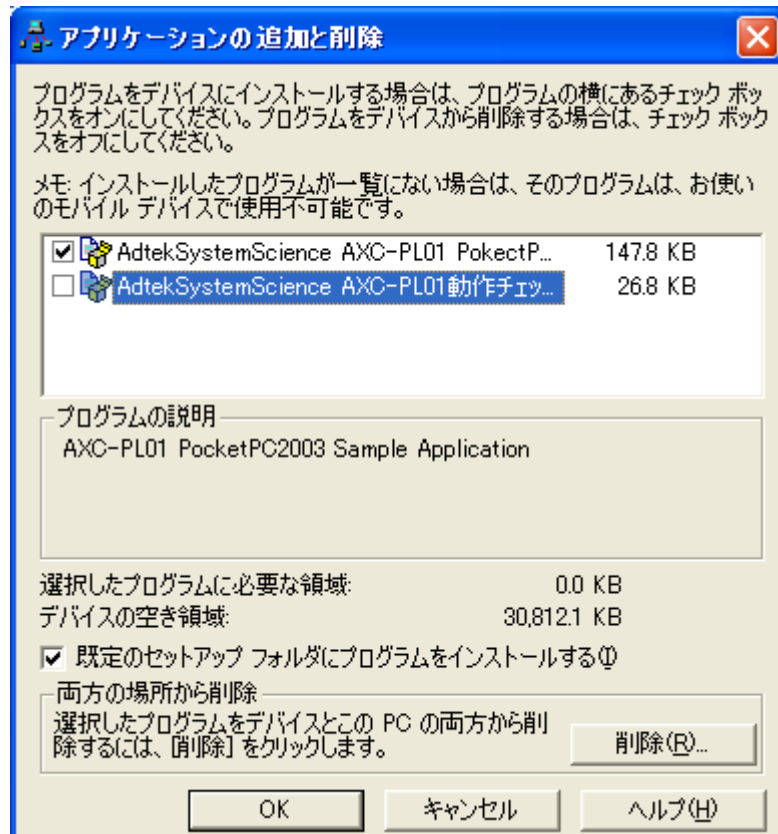 アプリケーションの追加と削除
プログラムをデバイスにインストールする場合は、プログラムの横にあるチェック ボッ
クスをオンにしてください。プログラムをデバイスから削除する場合は、チェック ボック
スをオフにしてください。
メモ: インストールしたプログラムが一覧にない場合は、そのプログラムは、お使い
のモバイル デバイスで使用不可能です。
AdtekSystemScience AXC-PL01 PokectP... 147.8 KB
AdtekSystemScience AXC-PL01動作チェッ... 26.8 KB
プログラムの説明
AXC-PL01 PocketPC2003 Sample Application
選択したプログラムに必要な領域: 0.0 KB
デバイスの空き領域: 30,812.1 KB
既定のセットアップ フォルダにプログラムをインストールする(I)
両方の場所から削除
選択したプログラムをデバイスとこの PC の両方から削
除するには、[削除] をクリックします。
削除(R)...
OK キャンセル ヘルプ(H)